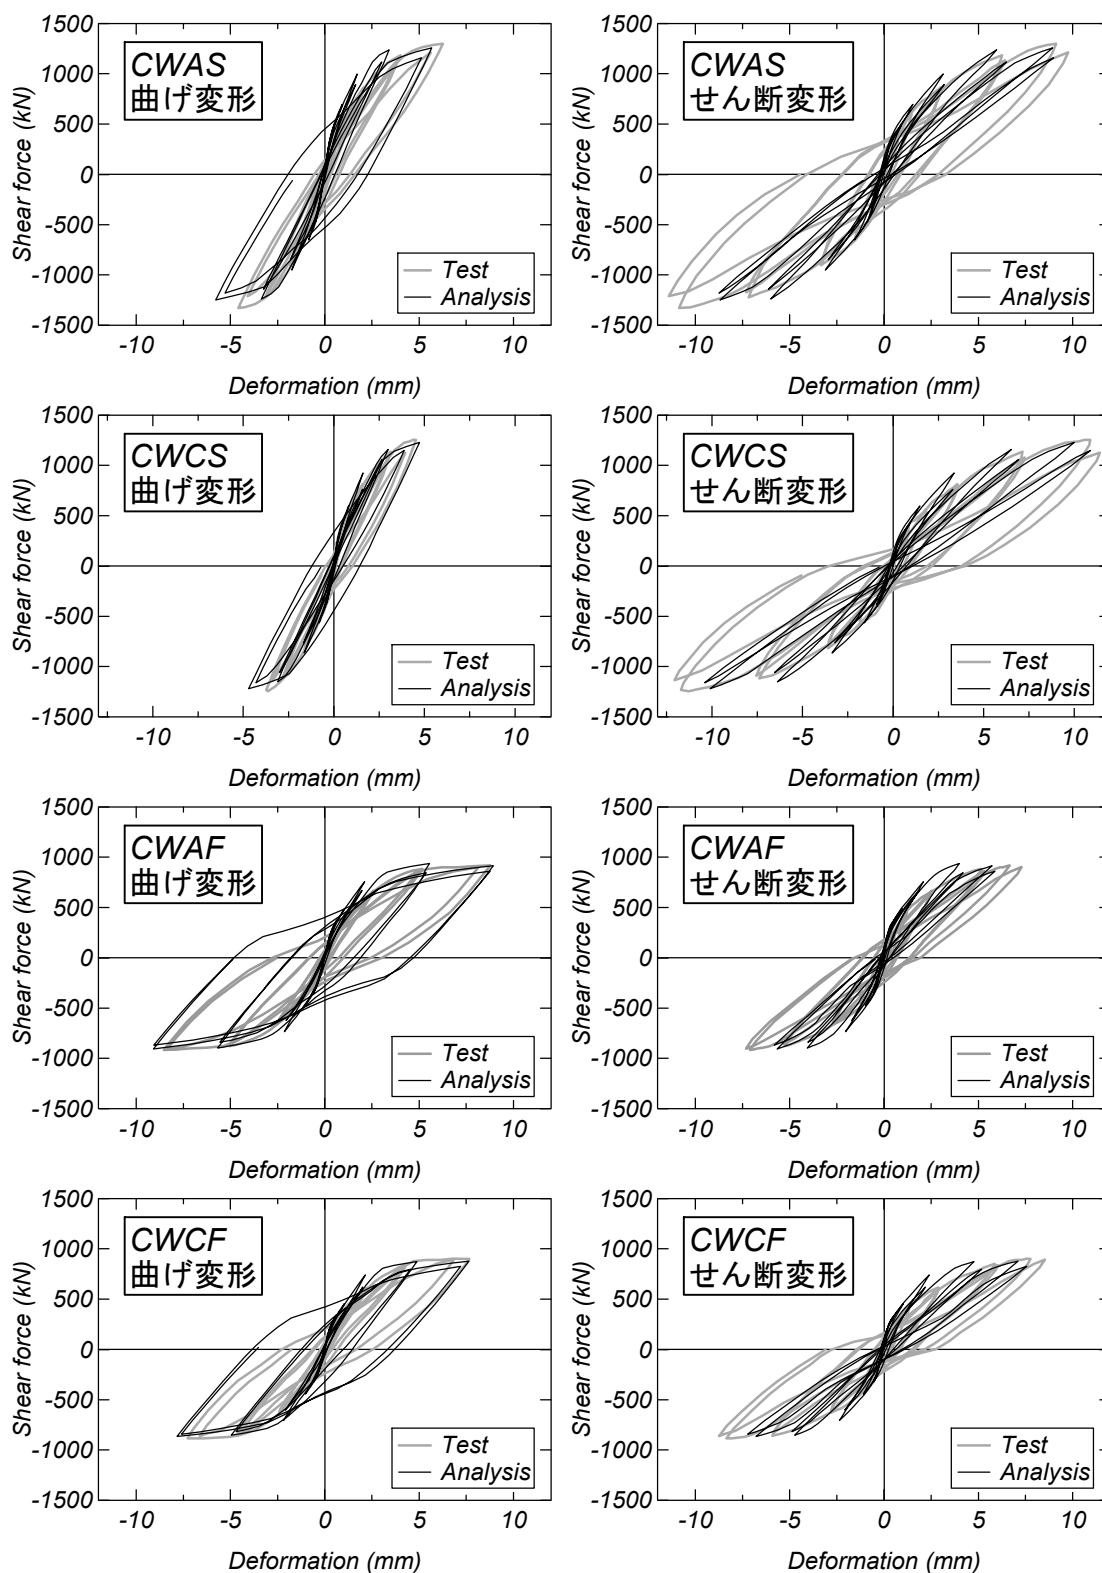 1500
1000
500
0
-500
-1000
-1500
Shear force (kN)
CWAS
曲げ変形
Test
Analysis
-10 -5 0 5 10
Deformation (mm)
1500
1000
500
0
-500
-1000
-1500
Shear force (kN)
CWAS
せん断変形
Test
Analysis
-10 -5 0 5 10
Deformation (mm)
1500
1000
500
0
-500
-1000
-1500
Shear force (kN)
CWCS
曲げ変形
Test
Analysis
-10 -5 0 5 10
Deformation (mm)
1500
1000
500
0
-500
-1000
-1500
Shear force (kN)
CWCS
せん断変形
Test
Analysis
-10 -5 0 5 10
Deformation (mm)
1500
1000
500
0
-500
-1000
-1500
Shear force (kN)
CWAF
曲げ変形
Test
Analysis
-10 -5 0 5 10
Deformation (mm)
1500
1000
500
0
-500
-1000
-1500
Shear force (kN)
CWAF
せん断変形
Test
Analysis
-10 -5 0 5 10
Deformation (mm)
1500
1000
500
0
-500
-1000
-1500
Shear force (kN)
CWCF
曲げ変形
Test
Analysis
-10 -5 0 5 10
Deformation (mm)
1500
1000
500
0
-500
-1000
-1500
Shear force (kN)
CWCF
せん断変形
Test
Analysis
-10 -5 0 5 10
Deformation (mm)